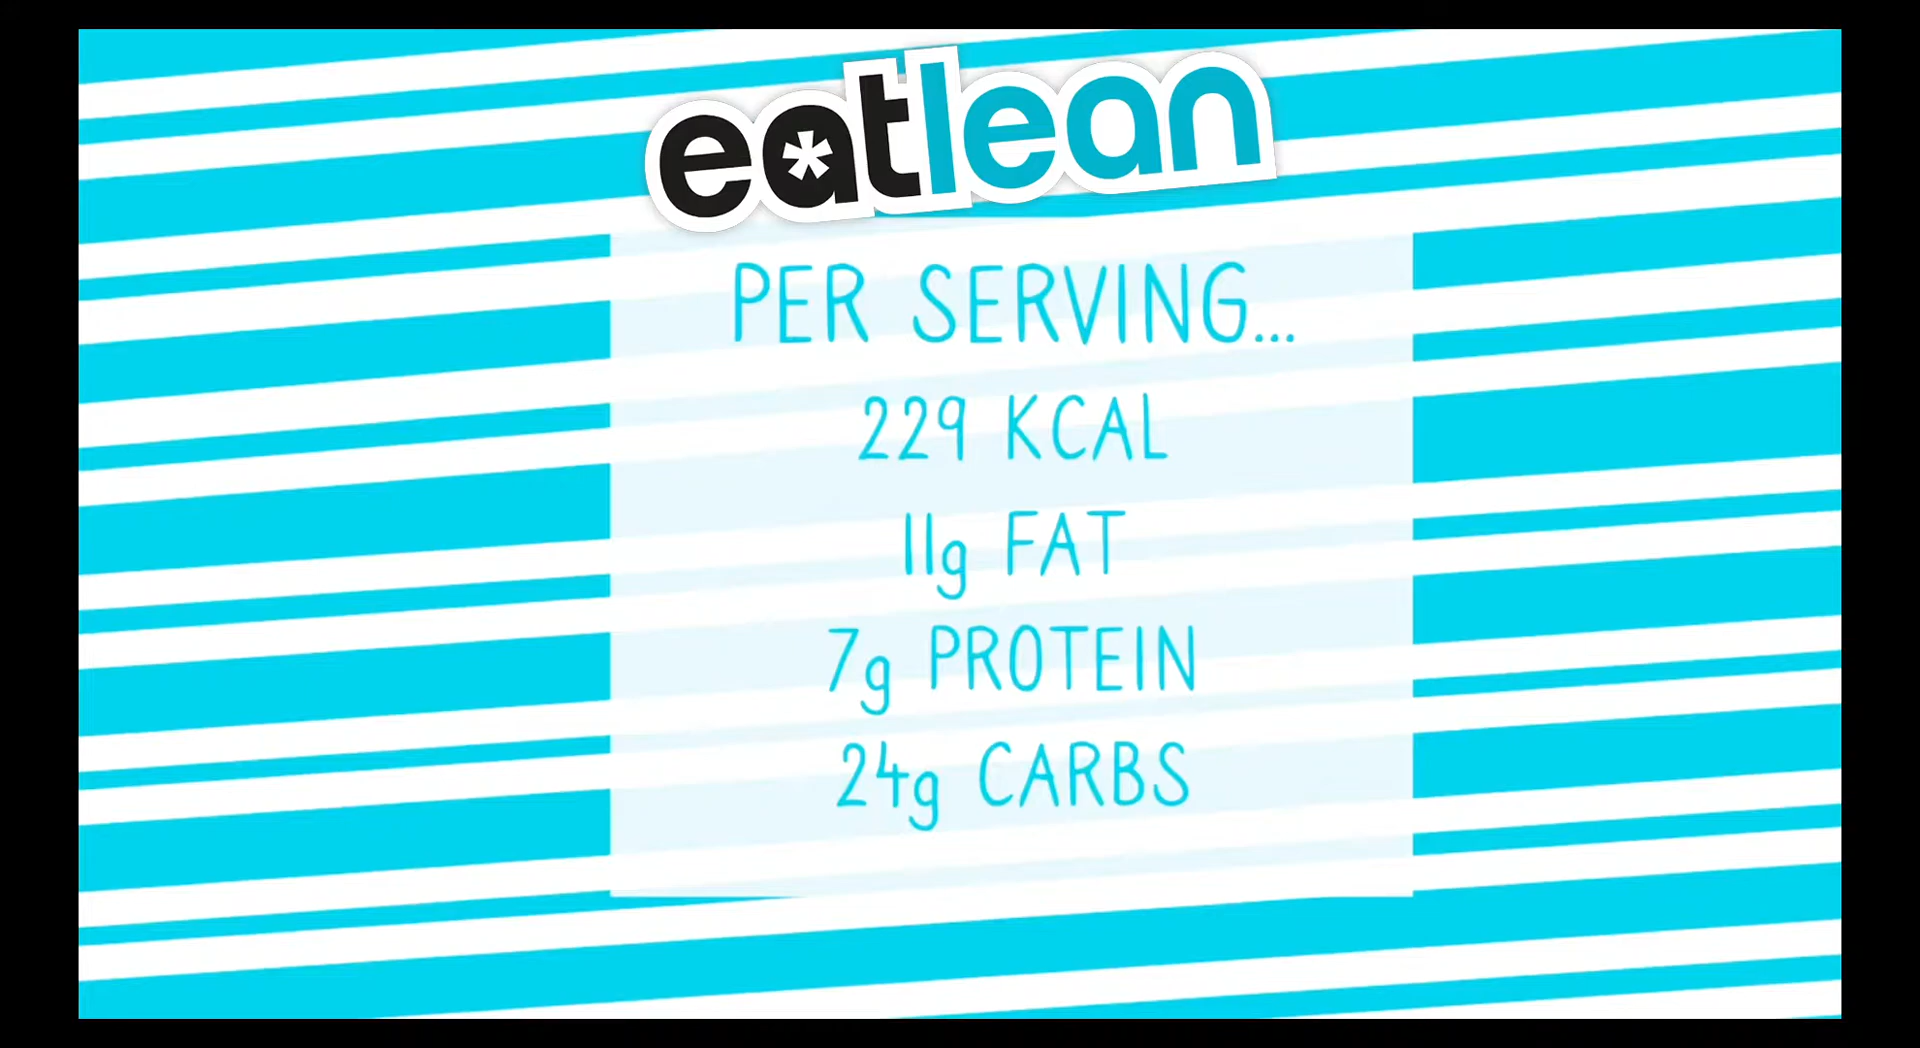 eatlean
PER SERVING...
229 KCAL
11g FAT
7g PROTEIN
24g CARBS